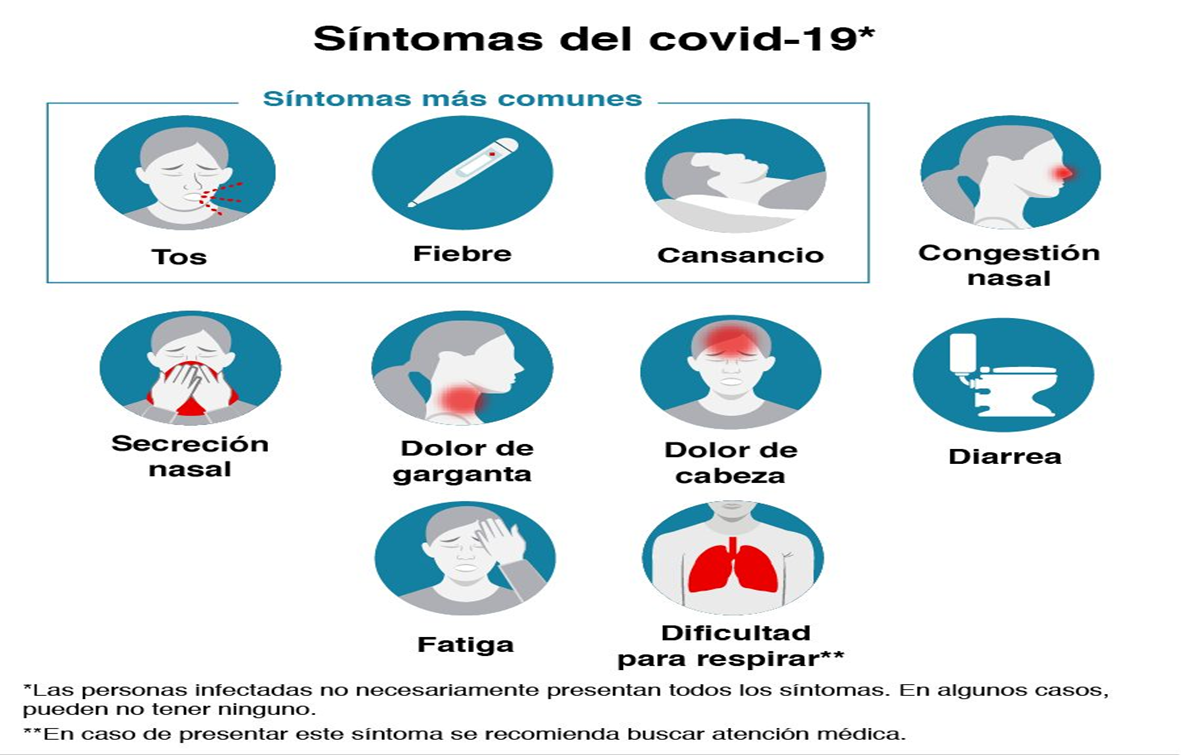 Síntomas del covid-19*
Síntomas más comunes
Tos
Fiebre
Cansancio
Congestión
nasal
Secreción
nasal
Dolor de
garganta
Dolor de
cabeza
Diarrea
Fatiga
Dificultad
para respirar**
*Las personas infectadas no necesariamente presentan todos los síntomas. En algunos casos,
pueden no tener ninguno.
**En caso de presentar este síntoma se recomienda buscar atención médica.